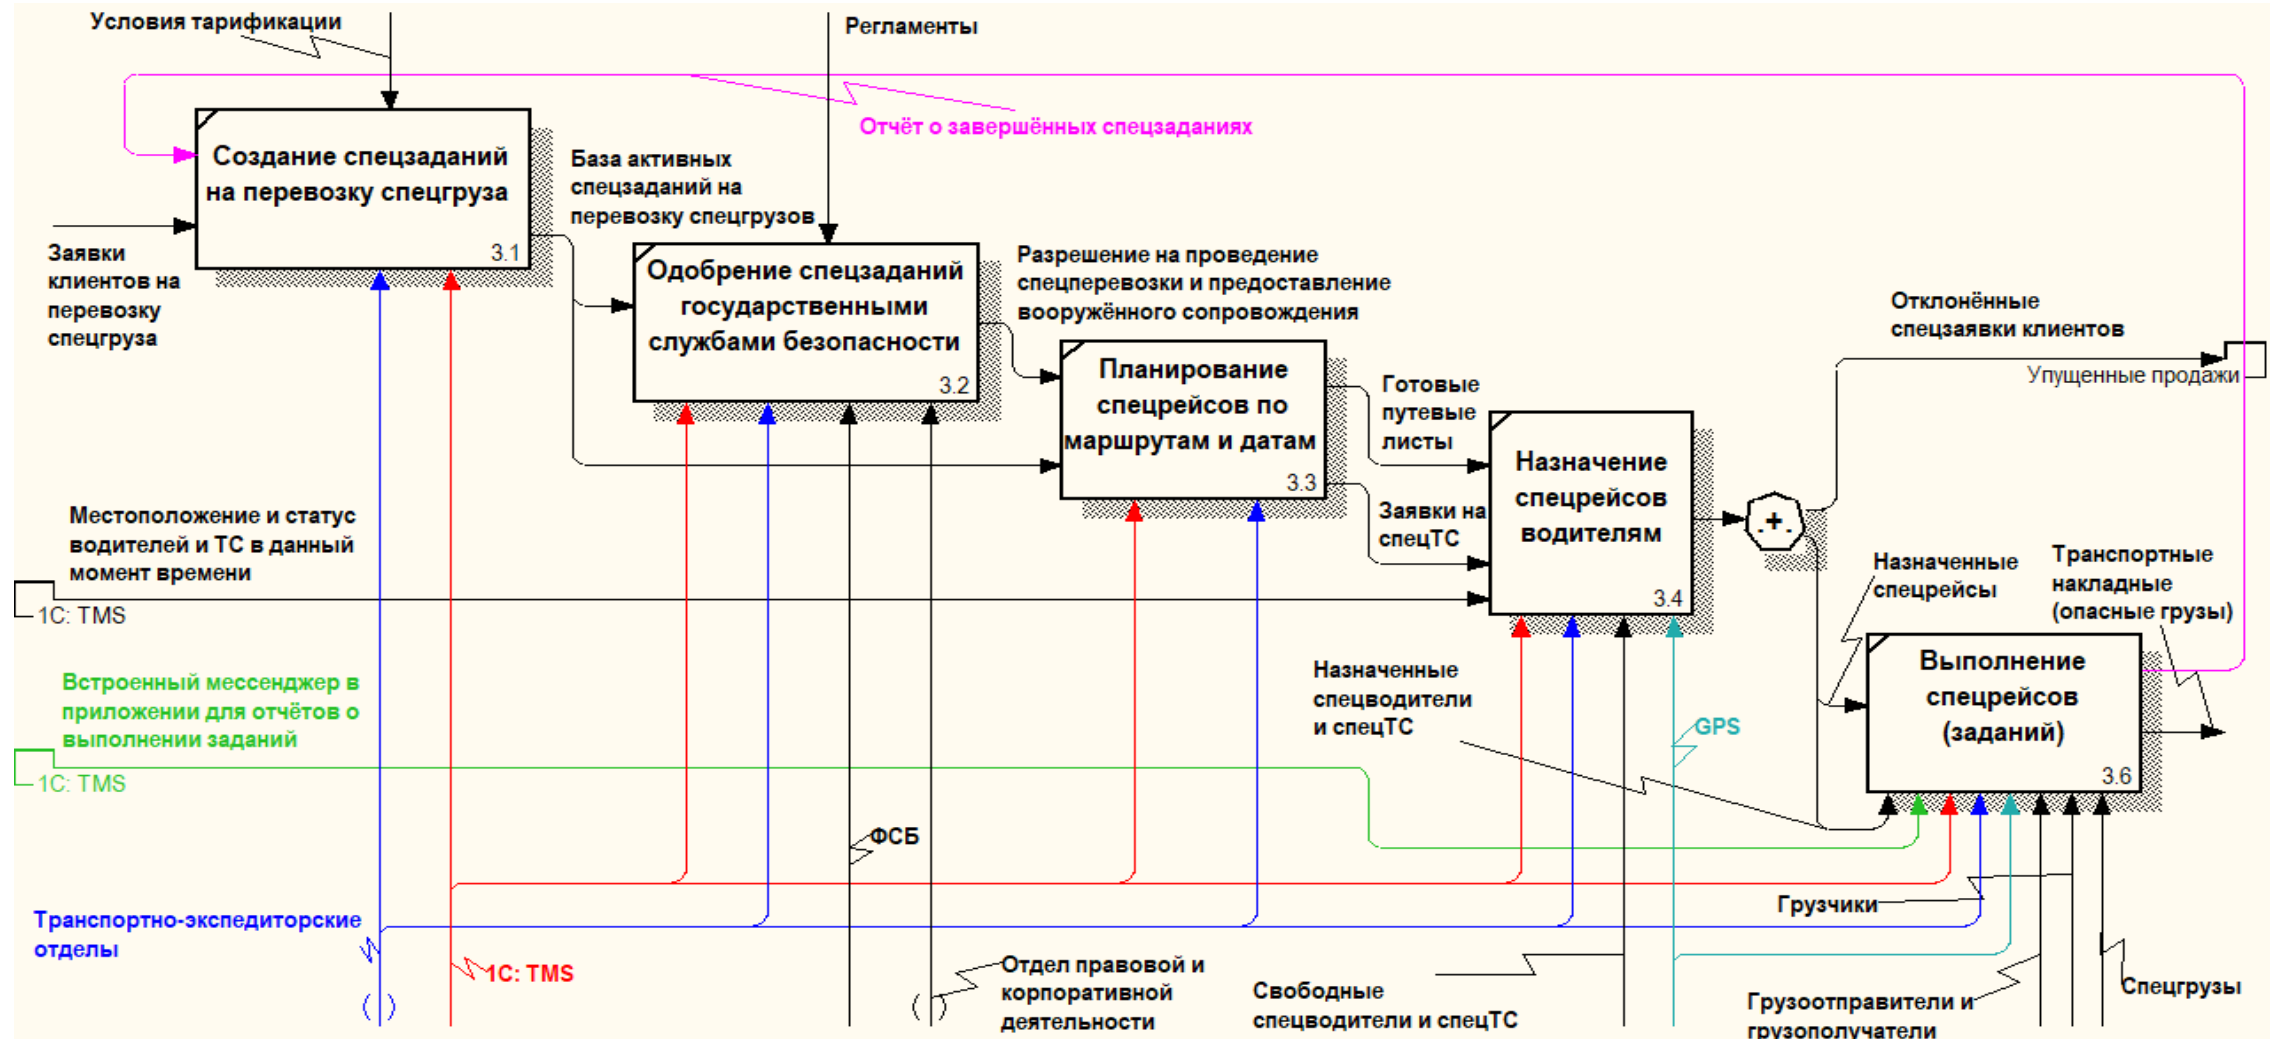 Условия тарификации
Регламенты
Отчёт о завершённых спецзаданиях
Создание спецзаданий
на перевозку спецгруза
3.1
База активных
спецзаданий на
перевозку спецгрузов
Заявки
клиентов на
перевозку
спецгруза
Одобрение спецзаданий
государственными
службами безопасности
3.2
Разрешение на проведение
спецперевозки и предоставление
вооружённого сопровождения
Отклонённые
спецзаявки клиентов
Упущенные продажи
Планирование
спецрейсов по
маршрутам и датам
3.3
Готовые
путевые
листы
Заявки на
спецТС
Назначение
спецрейсов
водителям
3.4
.+.
Местоположение и статус
водителей и ТС в данный
момент времени
1С: TMS
Назначенные
спецрейсы
Транспортные
накладные
(опасные грузы)
Встроенный мессенджер в
приложении для отчётов о
выполнении заданий
1С: TMS
Назначенные
спецводители
и спецТС
GPS
Выполнение
спецрейсов
(заданий)
3.6
ФСБ
Грузчики
Транспортно-экспедиторские
отделы
1С: TMS
Отдел правовой и
корпоративной
деятельности
Свободные
спецводители и спецТС
Грузоотправители и
грузополучатели
Спецгрузы